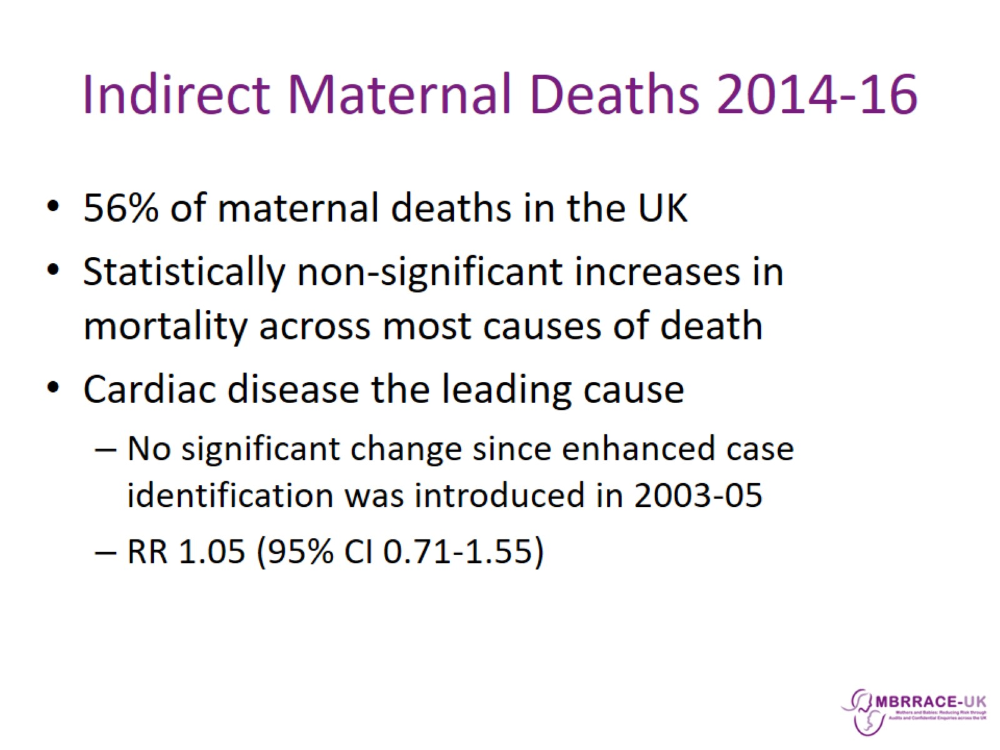 Indirect Maternal Deaths 2014-16
• 56% of maternal deaths in the UK
• Statistically non-significant increases in
mortality across most causes of death
• Cardiac disease the leading cause
– No significant change since enhanced case
identification was introduced in 2003-05
– RR 1.05 (95% CI 0.71-1.55)
MBRRACE-UK
Mothers and Babies: Reducing Risk through
Audits and Confidential Enquiries across the UK